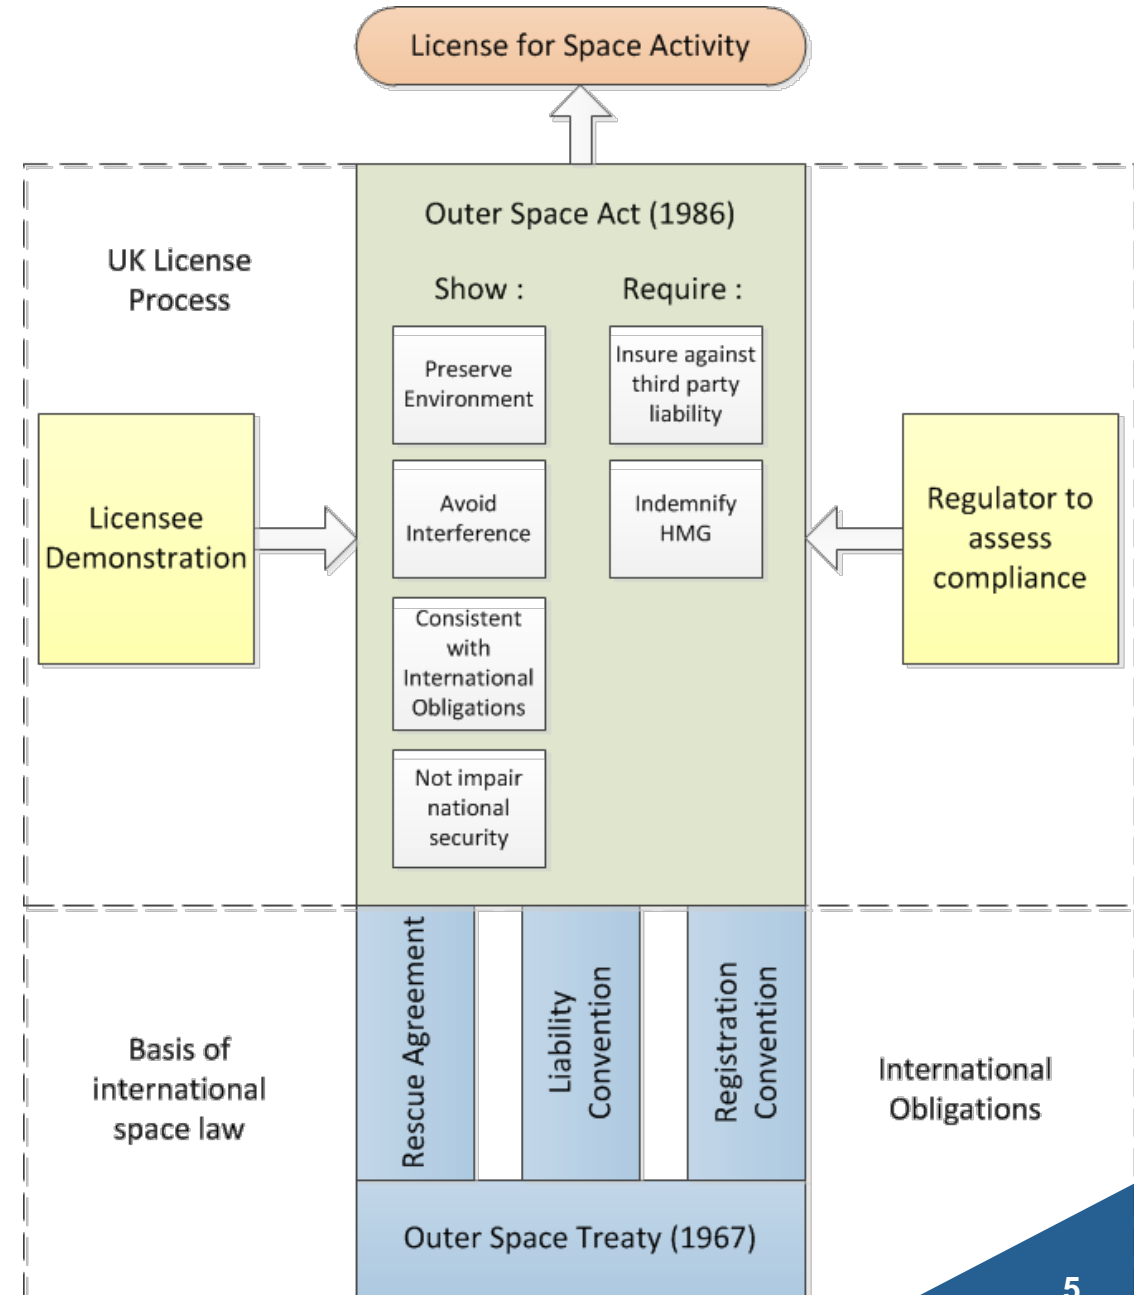 License for Space Activity
Outer Space Act (1986)
UK License
Process
Show :
Require :
Preserve
Environment
Insure against
third party
liability
Avoid
Interference
Indemnify
HMG
Consistent
with
International
Obligations
Not impair
national
security
Licensee
Demonstration
Regulator to
assess
compliance
Rescue Agreement
Liability
Convention
Registration
Convention
Basis of
international
space law
International
Obligations
Outer Space Treaty (1967)
5